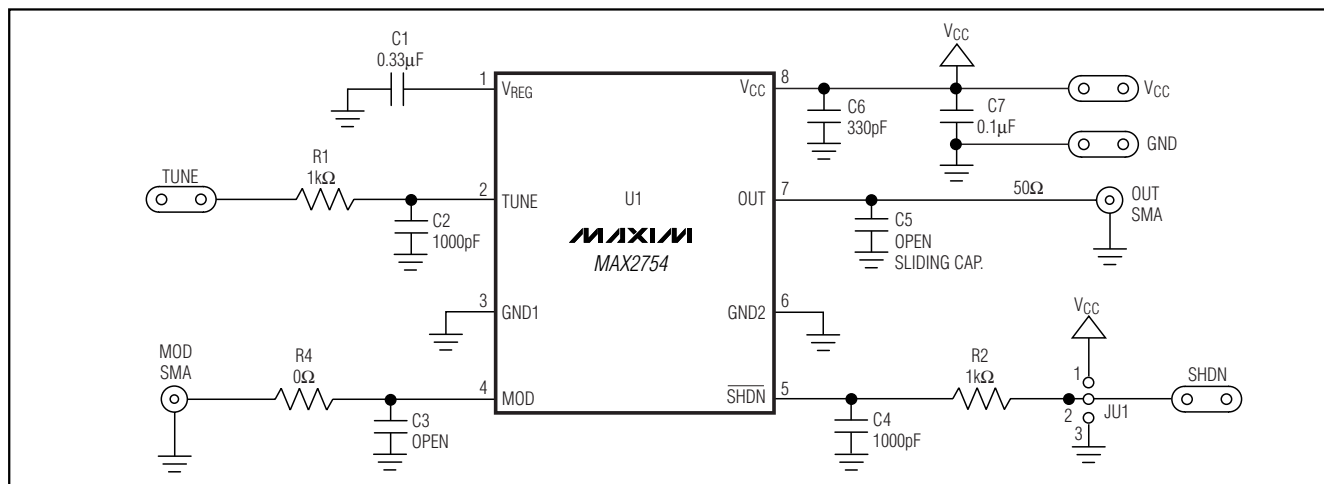 C1
0.33μF
1
VREG
TUNE
R1
1kΩ
2
TUNE
C2
1000pF
3
GND1
MOD
SMA
R4
0Ω
4
MOD
C3
OPEN
U1
MAXIM
MAX2754
VCC
8
VCC
C6
330pF
C7
0.1μF
VCC
GND
OUT
7
50Ω
OUT
SMA
C5
OPEN
SLIDING CAP.
GND2
6
SHDN
5
C4
1000pF
R2
1kΩ
VCC
1
2
3
JU1
SHDN